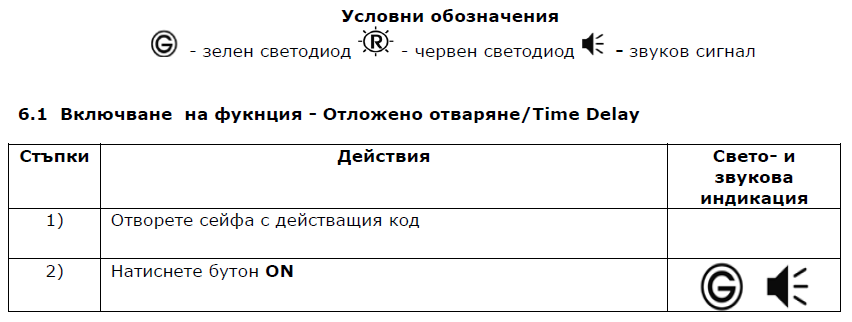 Условни обозначения
G - зелен светодиод R - червен светодиод - звуков сигнал
6.1 Включване на фукнция - Отложено отваряне/Time Delay
Стъпки Действия Свето- и
звукова
индикация
1) Отворете сейфа с действащия код
2) Натиснете бутон ON G